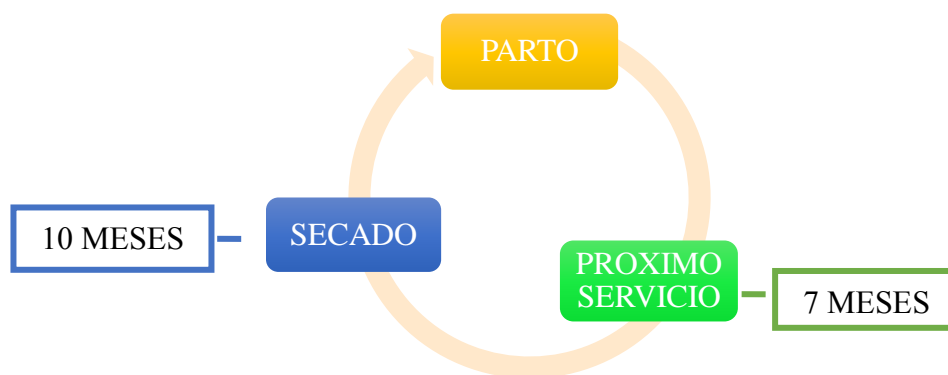 PARTO
10 MESES
SECADO
PROXIMO
SERVICIO
7 MESES